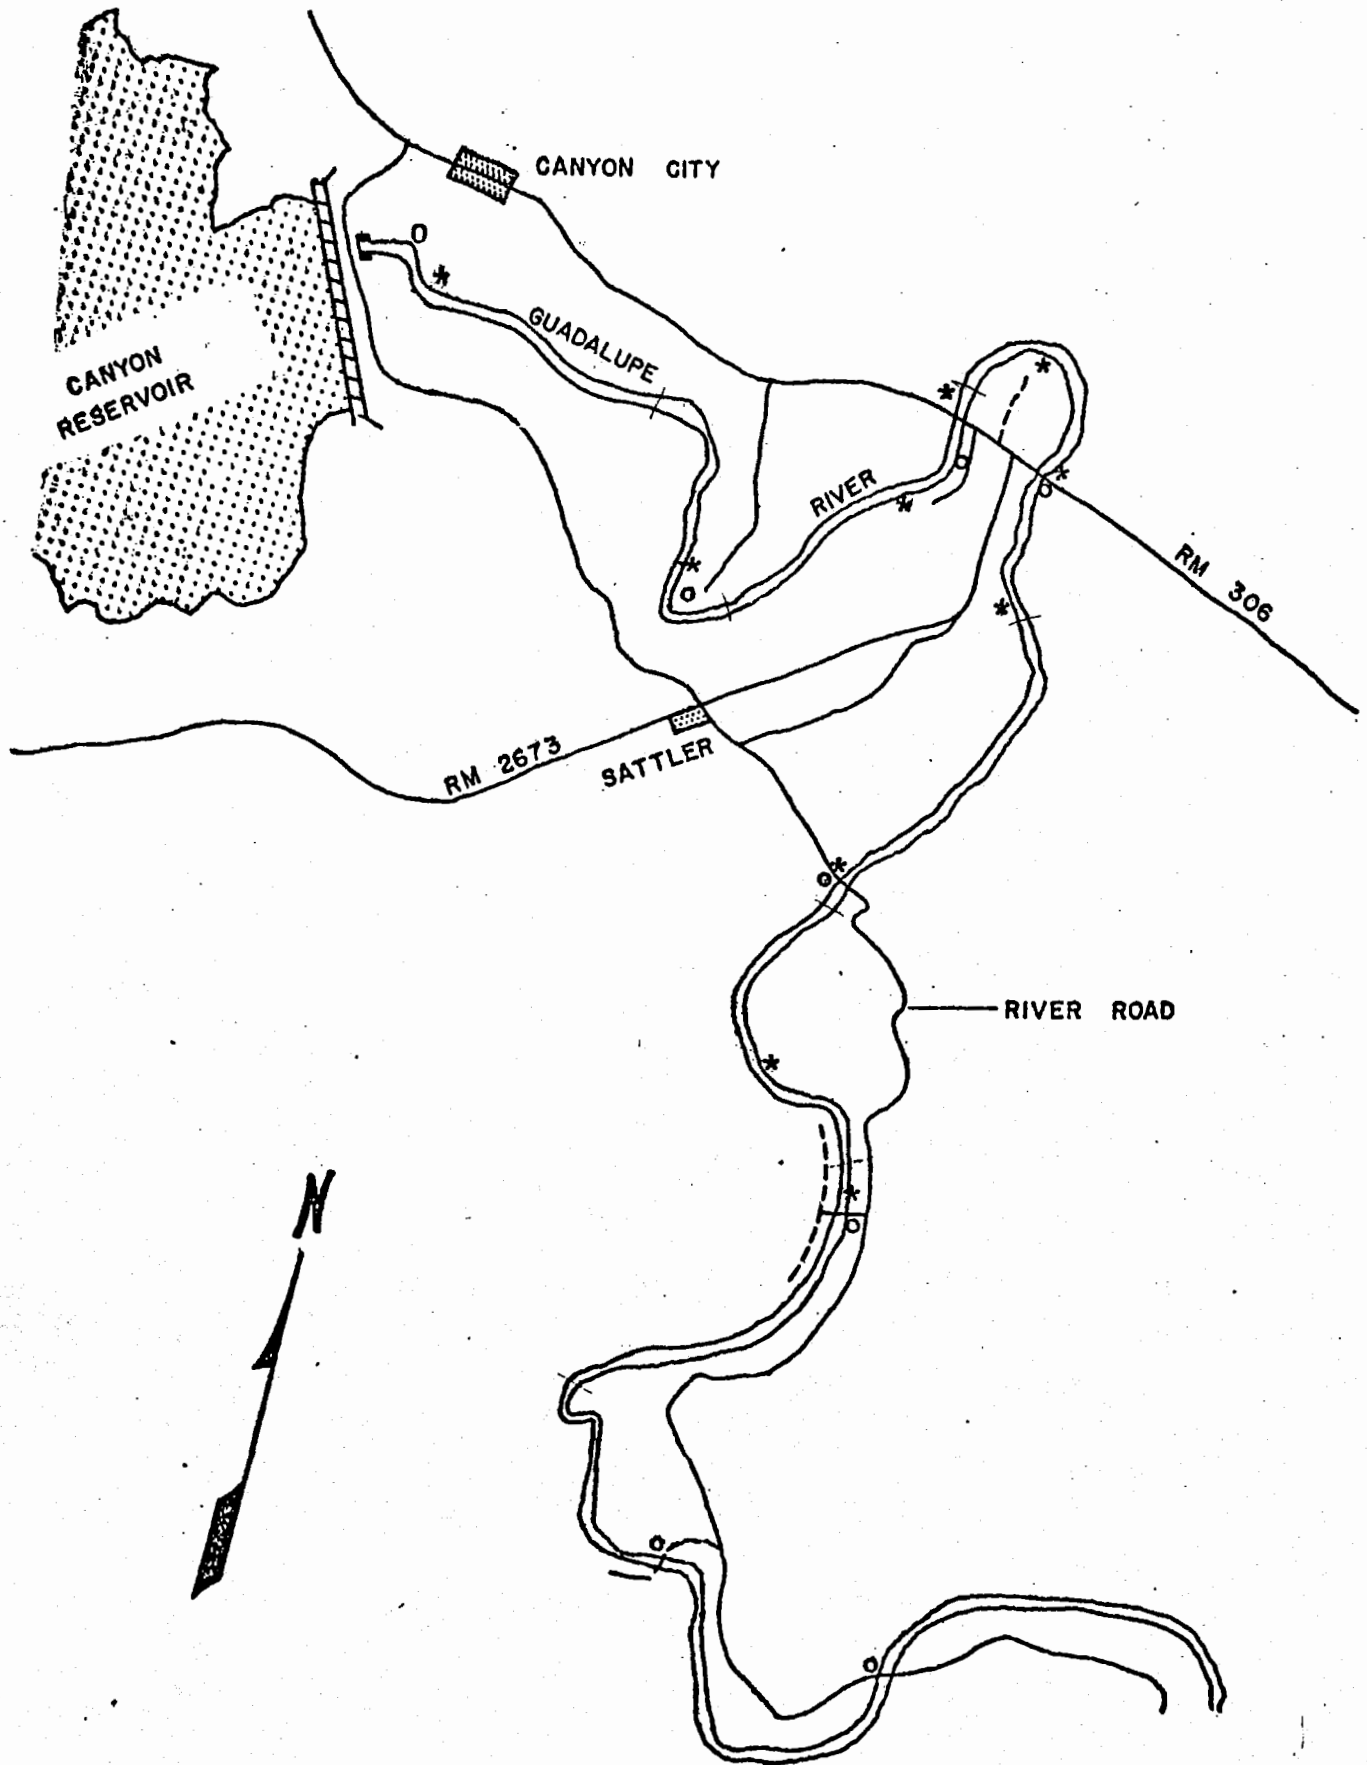 CANYON CITY
CANYON
RESERVOIR
GUADALUPE
RIVER
RM 306
RM 2673
SATTLER
RIVER ROAD
N